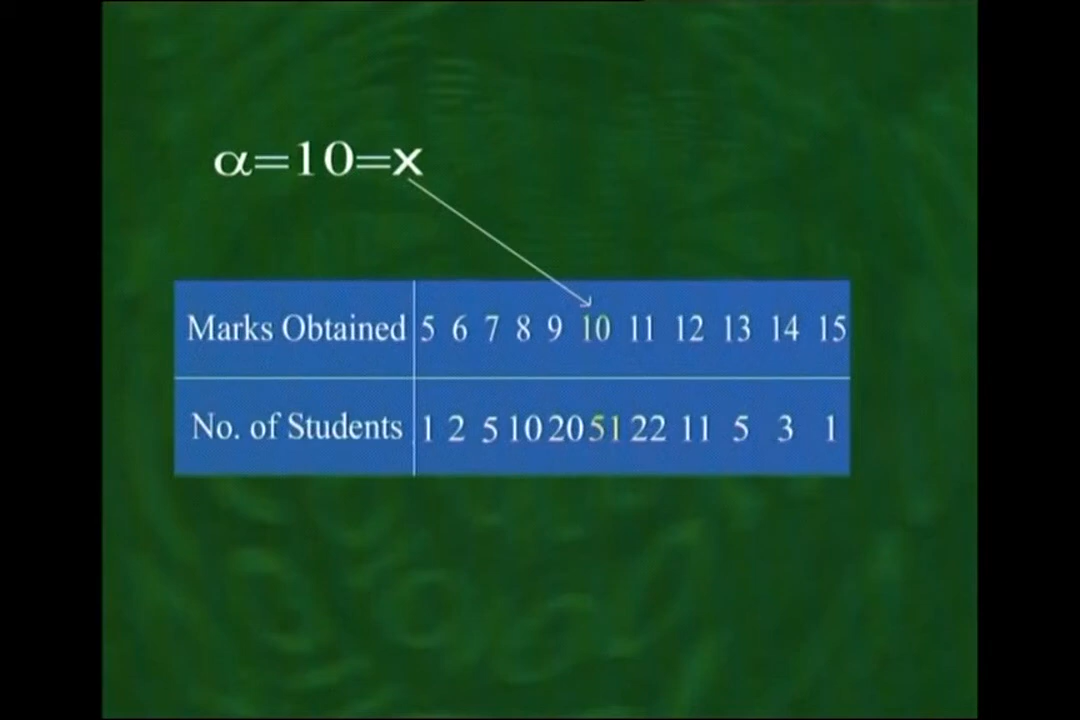 α=10=x
Marks Obtained 5 6 7 8 9 10 11 12 13 14 15
No. of Students 1 2 5 10 20 51 22 11 5 3 1